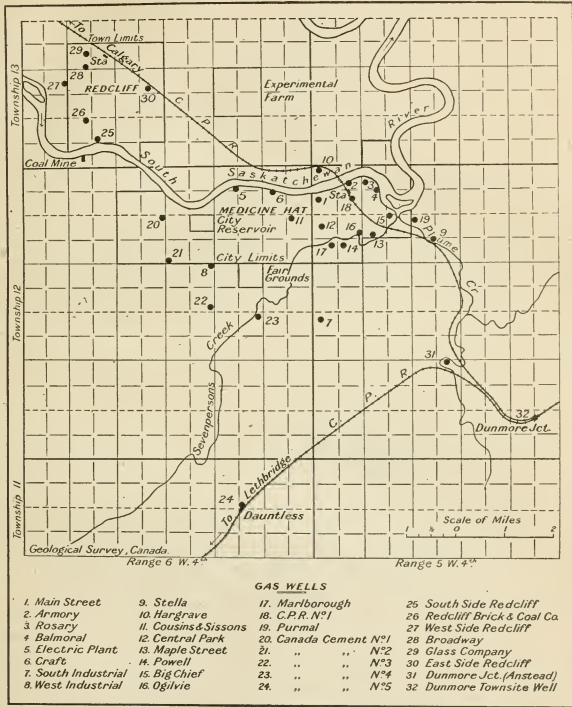 To Calgary
Town Limits
29
Sta
28
27
REDCLIFF
30
Experimental
Farm
C. P. R.
26
25
Coal Mine
South Saskatchewan River
Township 13
10
2
3
Sta
18
4
5
6
1
MEDICINE HAT
City
Reservoir
11
12
15
19
20
16
13
9
17
14
Plume Cr.
21
City Limits
8
Fair
Grounds
22
23
7
Township 12
Sevenpersons Creek
31
C. P. R.
32
Dunmore Jct.
24
To Lethbridge
Dauntless
Township 11
Scale of Miles
1 ½ 0 1 2
Geological Survey, Canada.
Range 6 W. 4th
Range 5 W. 4th
GAS WELLS
1. Main Street
2. Armory
3. Rosary
4 Balmoral
5. Electric Plant
6. Craft
7. South Industrial
8. West Industrial
9. Stella
10. Hargrave
11. Cousins & Sissons
12. Central Park
13. Maple Street
14. Powell
15. Big Chief
16. Ogilvie
17. Marlborough
18. C.P.R. Nº1
19. Purmal
20. Canada Cement Nº1
21. „ „ Nº2
22. „ „ Nº3
23. „ „ Nº4
24. „ „ Nº5
25 South Side Redcliff
26 Redcliff Brick & Coal Co.
27 West Side Redcliff
28 Broadway
29 Glass Company
30 East Side Redcliff
31 Dunmore Jct. (Anstead)
32 Dunmore Townsite Well